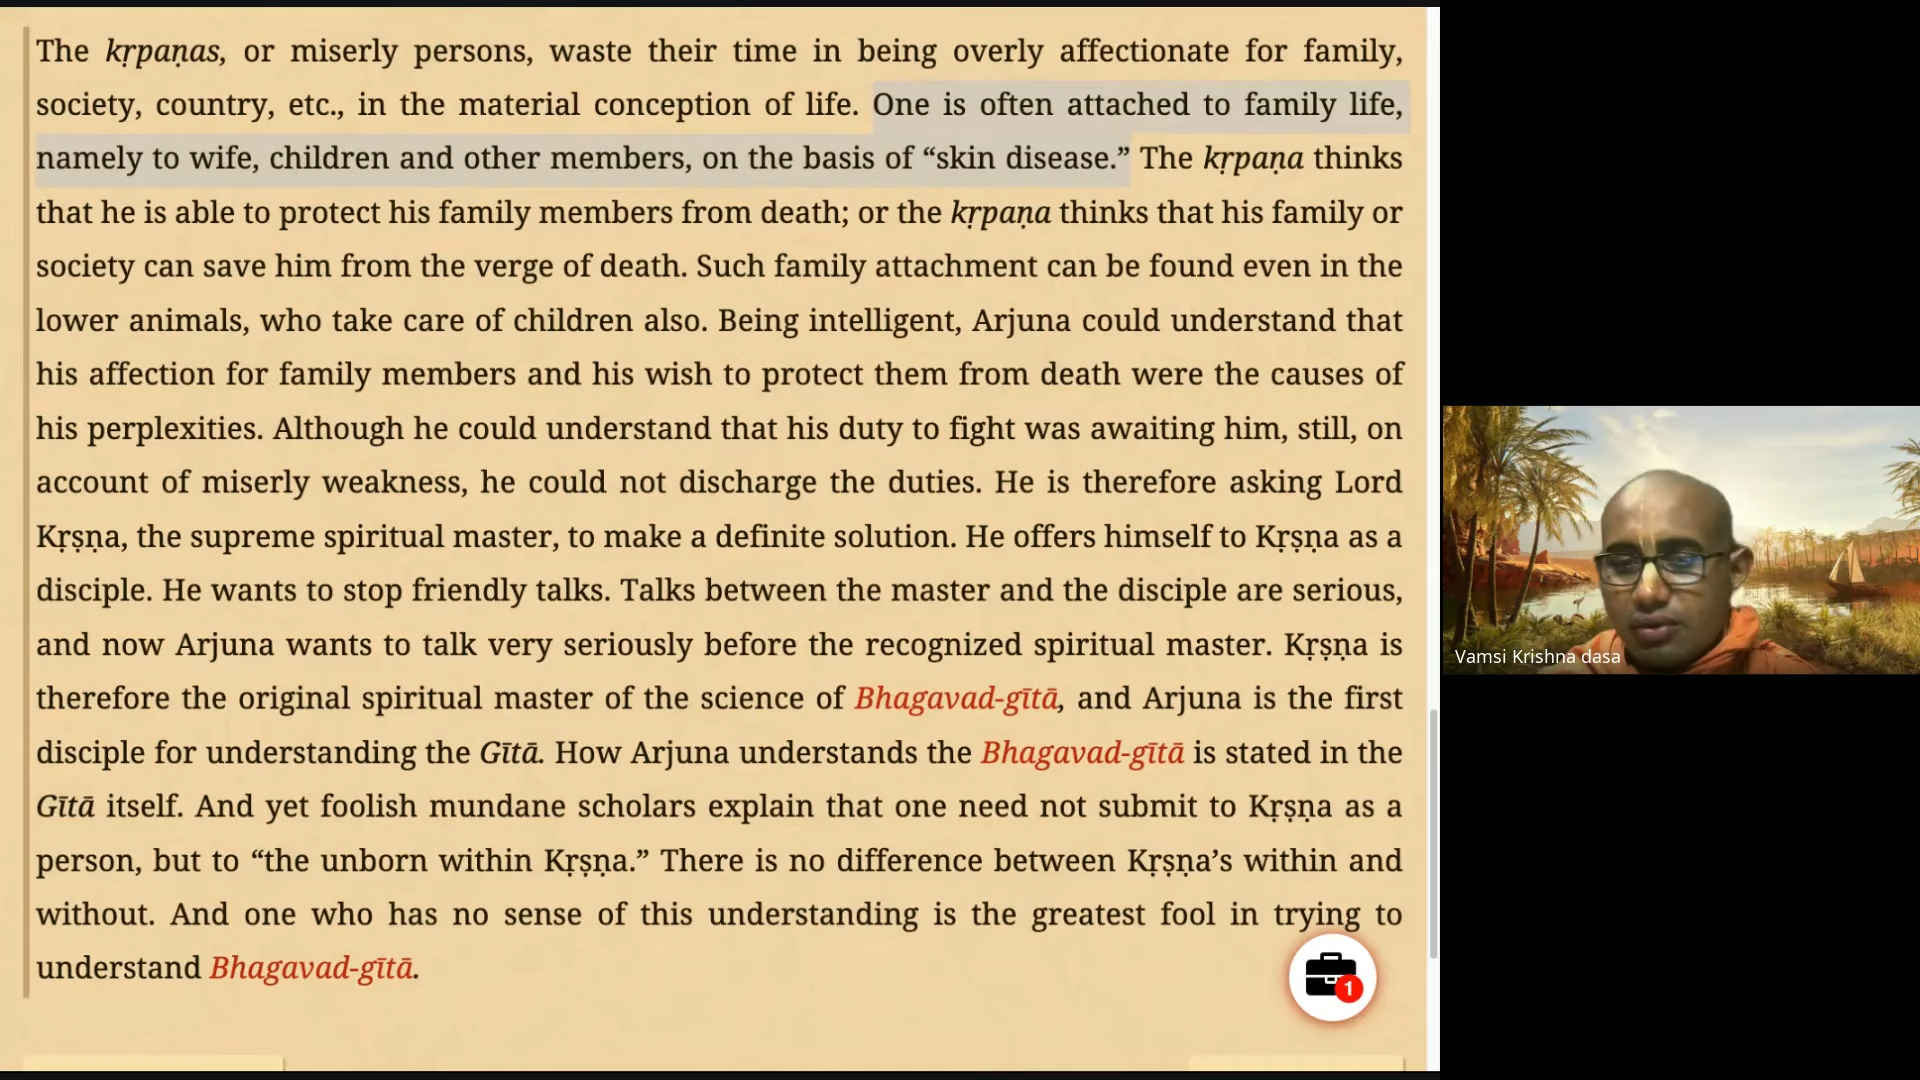 The kṛpaṇas, or miserly persons, waste their time in being overly affectionate for family,
society, country, etc., in the material conception of life. One is often attached to family life,
namely to wife, children and other members, on the basis of “skin disease.” The kṛpaṇa thinks
that he is able to protect his family members from death; or the kṛpaṇa thinks that his family or
society can save him from the verge of death. Such family attachment can be found even in the
lower animals, who take care of children also. Being intelligent, Arjuna could understand that
his affection for family members and his wish to protect them from death were the causes of
his perplexities. Although he could understand that his duty to fight was awaiting him, still, on
account of miserly weakness, he could not discharge the duties. He is therefore asking Lord
Kṛṣṇa, the supreme spiritual master, to make a definite solution. He offers himself to Kṛṣṇa as a
disciple. He wants to stop friendly talks. Talks between the master and the disciple are serious,
and now Arjuna wants to talk very seriously before the recognized spiritual master. Kṛṣṇa is
therefore the original spiritual master of the science of Bhagavad-gītā, and Arjuna is the first
disciple for understanding the Gītā. How Arjuna understands the Bhagavad-gītā is stated in the
Gītā itself. And yet foolish mundane scholars explain that one need not submit to Kṛṣṇa as a
person, but to “the unborn within Kṛṣṇa.” There is no difference between Kṛṣṇa’s within and
without. And one who has no sense of this understanding is the greatest fool in trying to
understand Bhagavad-gītā.
1
Vamsi Krishna dasa